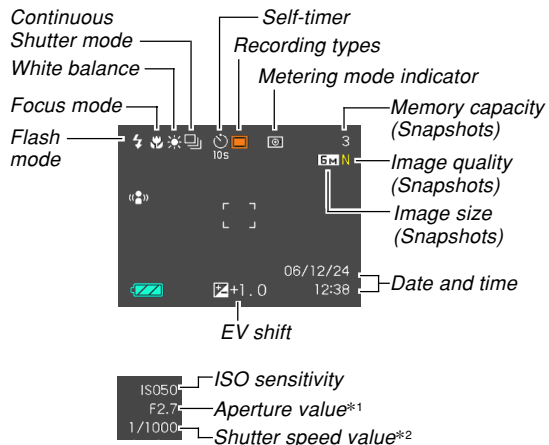 Continuous
Shutter mode
White balance
Focus mode
Flash
mode
Self-timer
Recording types
Metering mode indicator
Memory capacity
(Snapshots)
Image quality
(Snapshots)
Image size
(Snapshots)
Date and time
EV shift
10s
3
6M N
06/12/24
12:38
+1.0
ISO50
F2.7
1/1000
ISO sensitivity
Aperture value*1
Shutter speed value*2